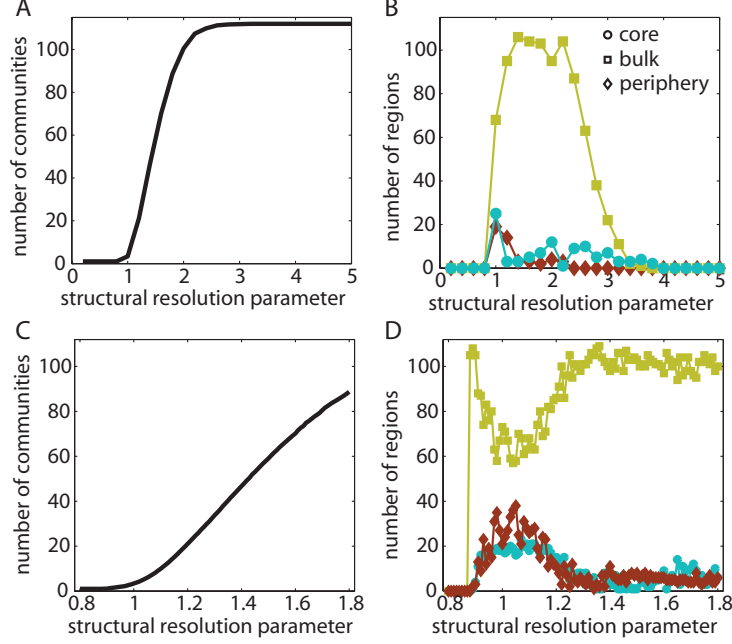 A
number of communities
100
80
60
40
20
0
0 1 2 3 4 5
structural resolution parameter
B
number of regions
100
80
60
40
20
0
core
bulk
periphery
0 1 2 3 4 5
structural resolution parameter
C
number of communities
100
80
60
40
20
0
0.8 1 1.2 1.4 1.6 1.8
structural resolution parameter
D
number of regions
100
80
60
40
20
0
0.8 1 1.2 1.4 1.6 1.8
structural resolution parameter